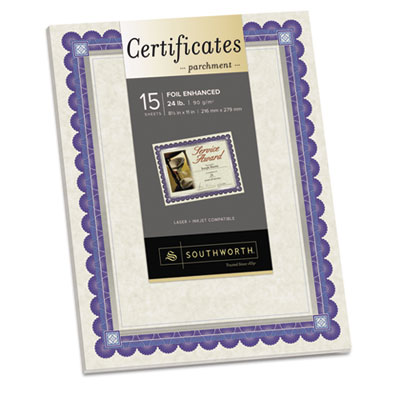 Certificates
... parchment ...
15
SHEETS
FOIL ENHANCED
24 lb. / 90 g/m²
8½ in x 11 in / 216 mm x 279 mm
Service
Award
LASER / INKJET COMPATIBLE
SOUTHWORTH